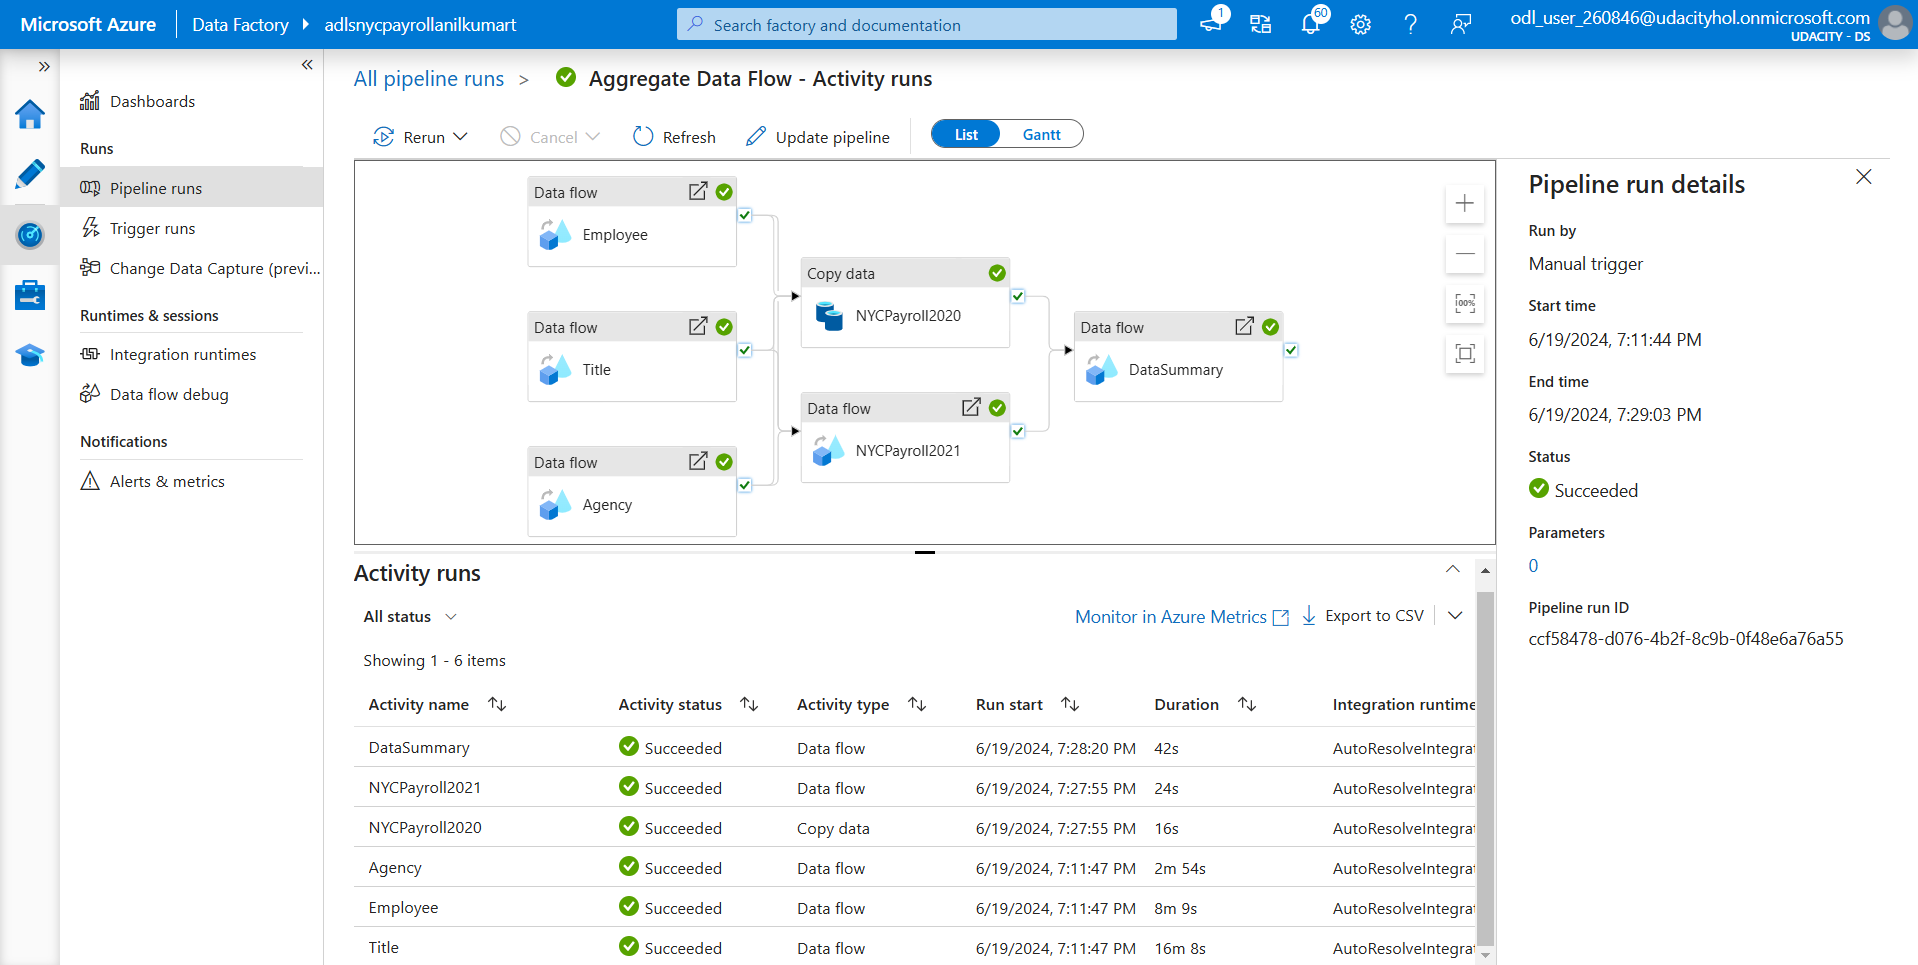 Microsoft Azure
Data Factory
adlsnycpayrollanilkumart
Search factory and documentation
1
60
odl_user_260846@udacityhol.onmicrosoft.com
UDACITY - DS
Dashboards
Runs
Pipeline runs
Trigger runs
Change Data Capture (previ...
Runtimes & sessions
Integration runtimes
Data flow debug
Notifications
Alerts & metrics
All pipeline runs > Aggregate Data Flow - Activity runs
Rerun
Cancel
Refresh
Update pipeline
List
Gantt
Data flow
Employee
Data flow
Title
Data flow
Agency
Copy data
NYCPayroll2020
Data flow
NYCPayroll2021
Data flow
DataSummary
100%
Pipeline run details
Run by
Manual trigger
Start time
6/19/2024, 7:11:44 PM
End time
6/19/2024, 7:29:03 PM
Status
Succeeded
Parameters
0
Pipeline run ID
ccf58478-d076-4b2f-8c9b-0f48e6a76a55
Activity runs
All status
Monitor in Azure Metrics
Export to CSV
Showing 1 - 6 items
Activity name Activity status Activity type Run start Duration Integration runtime
DataSummary Succeeded Data flow 6/19/2024, 7:28:20 PM 42s AutoResolveIntegrat
NYCPayroll2021 Succeeded Data flow 6/19/2024, 7:27:55 PM 24s AutoResolveIntegrat
NYCPayroll2020 Succeeded Copy data 6/19/2024, 7:27:55 PM 16s AutoResolveIntegrat
Agency Succeeded Data flow 6/19/2024, 7:11:47 PM 2m 54s AutoResolveIntegrat
Employee Succeeded Data flow 6/19/2024, 7:11:47 PM 8m 9s AutoResolveIntegrat
Title Succeeded Data flow 6/19/2024, 7:11:47 PM 16m 8s AutoResolveIntegrat